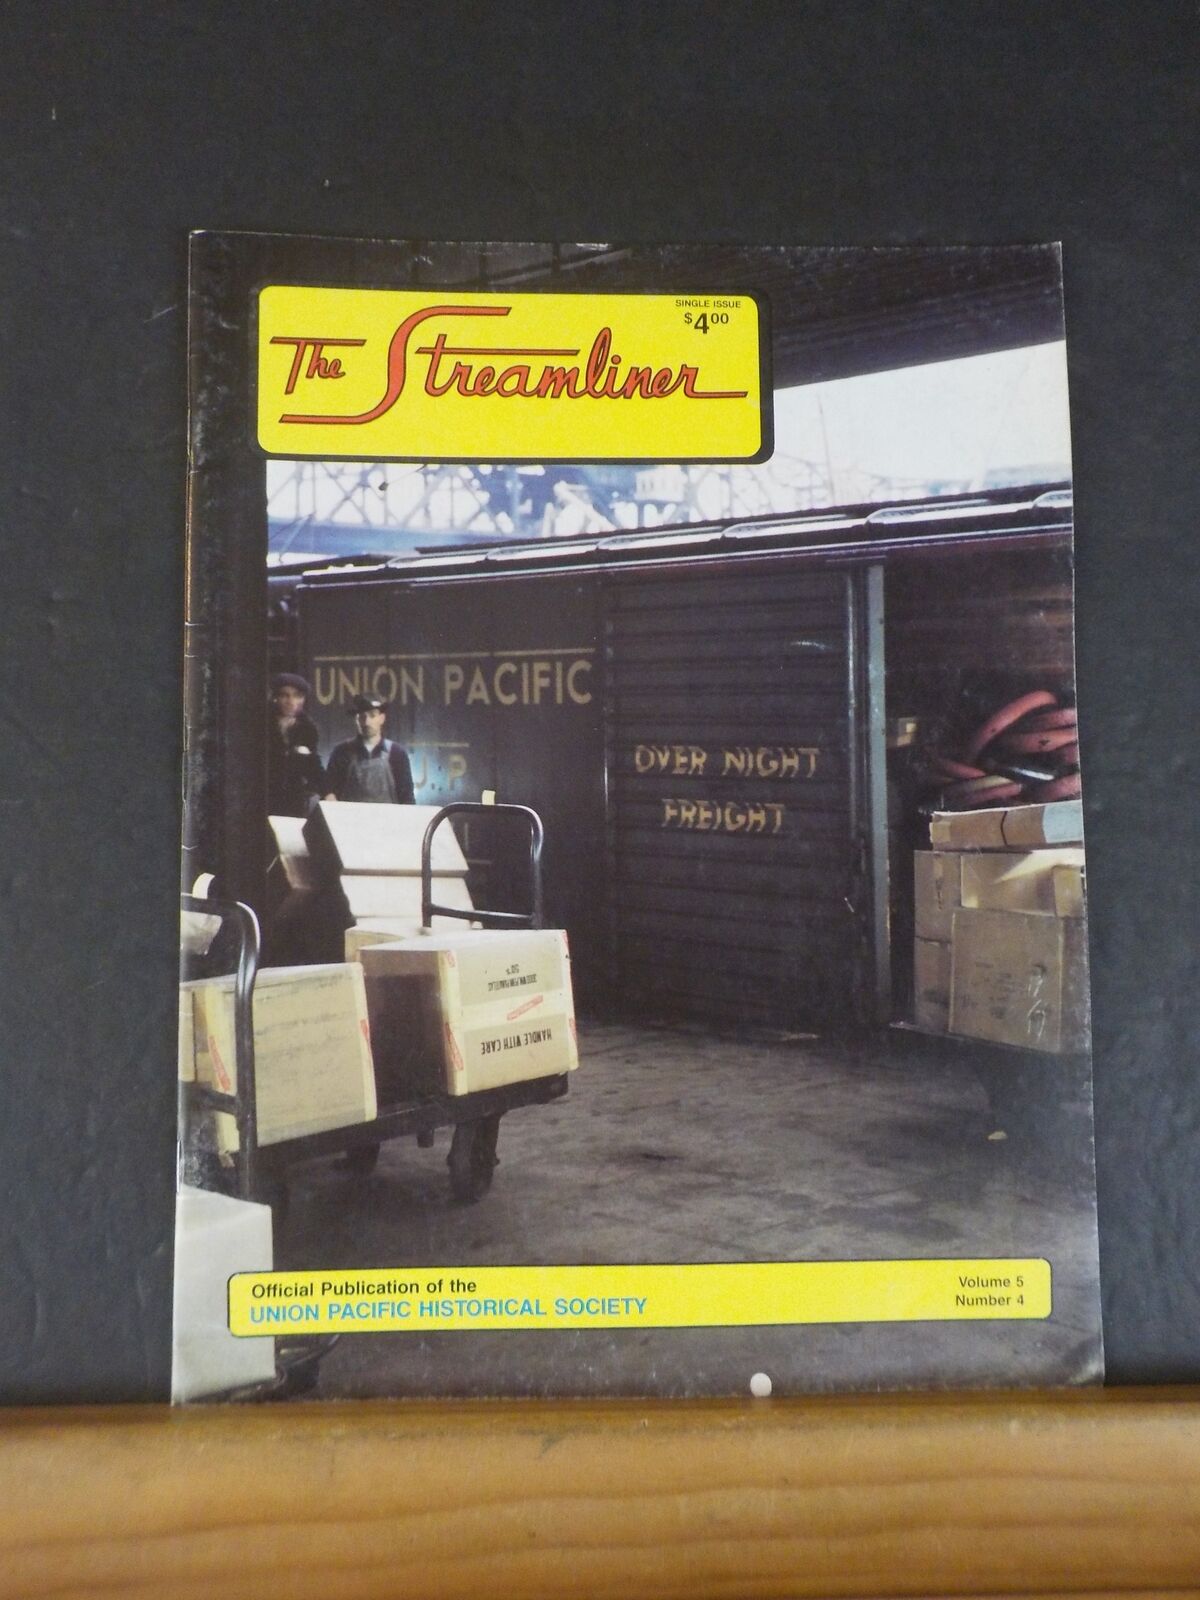 SINGLE ISSUE
$4.00
The Streamliner
UNION PACIFIC
U.P
OVER NIGHT
FREIGHT
50's
HANDLE WITH CARE
Official Publication of the
UNION PACIFIC HISTORICAL SOCIETY
Volume 5
Number 4